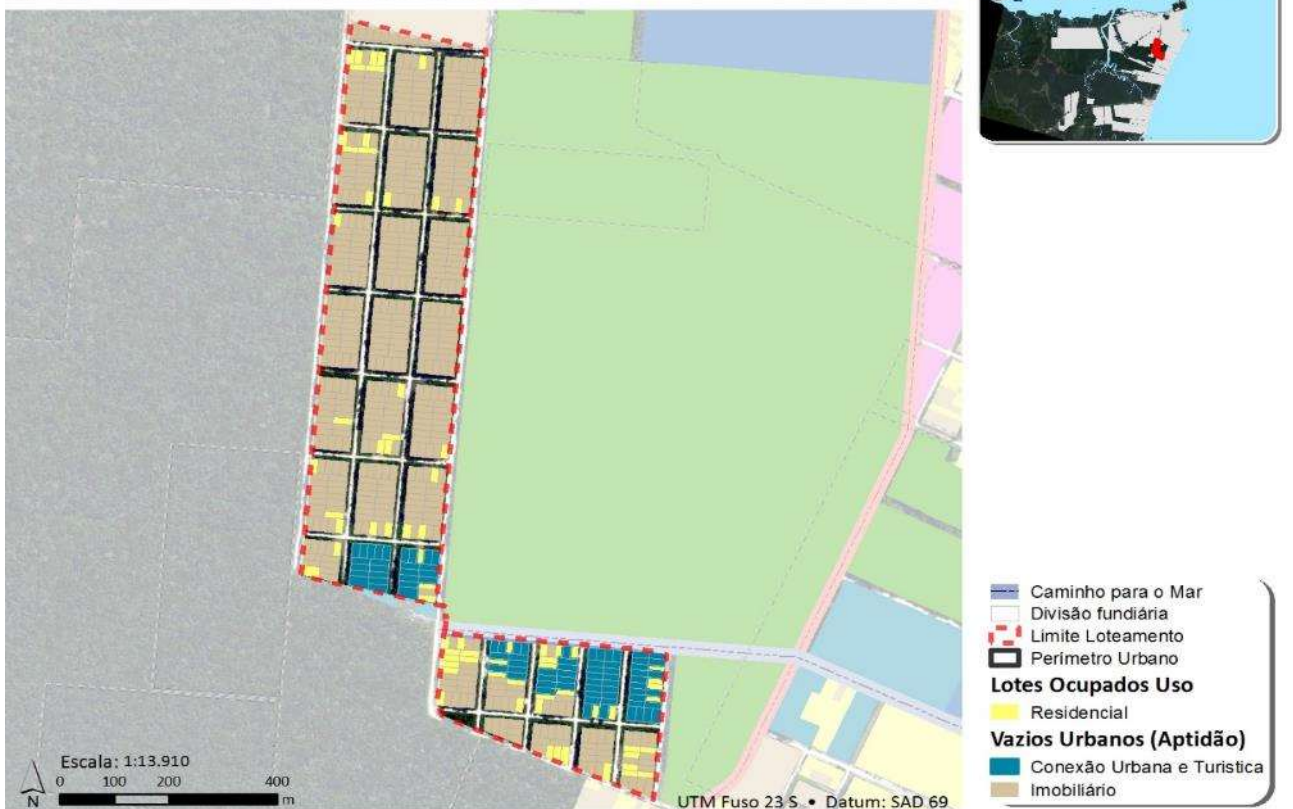 Caminho para o Mar
Divisão fundiária
Limite Loteamento
Perímetro Urbano
Lotes Ocupados Uso
Residencial
Vazios Urbanos (Aptidão)
Conexão Urbana e Turistica
Imobiliário
Escala: 1:13.910
0 100 200 400
m
N
UTM Fuso 23 S • Datum: SAD 69